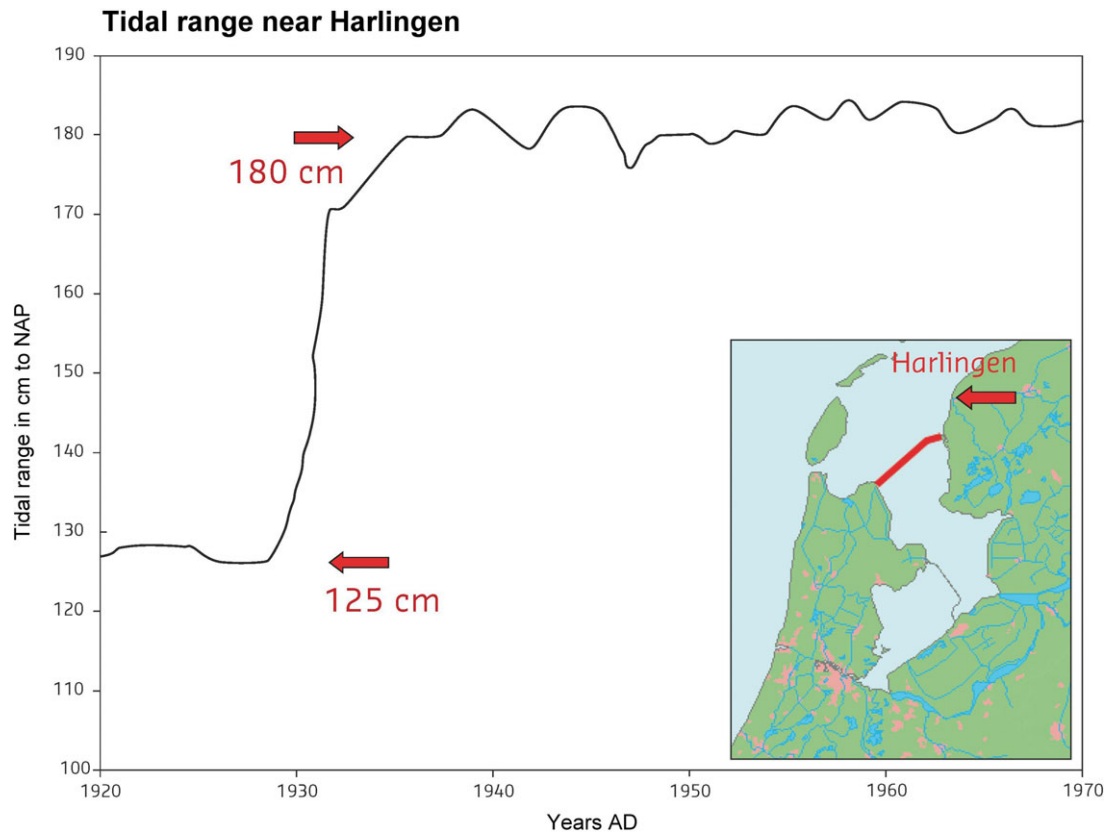 Tidal range near Harlingen
190
180
170
160
150
140
130
120
110
100
Tidal range in cm to NAP
180 cm
125 cm
Harlingen
1920
1930
1940
1950
1960
1970
Years AD